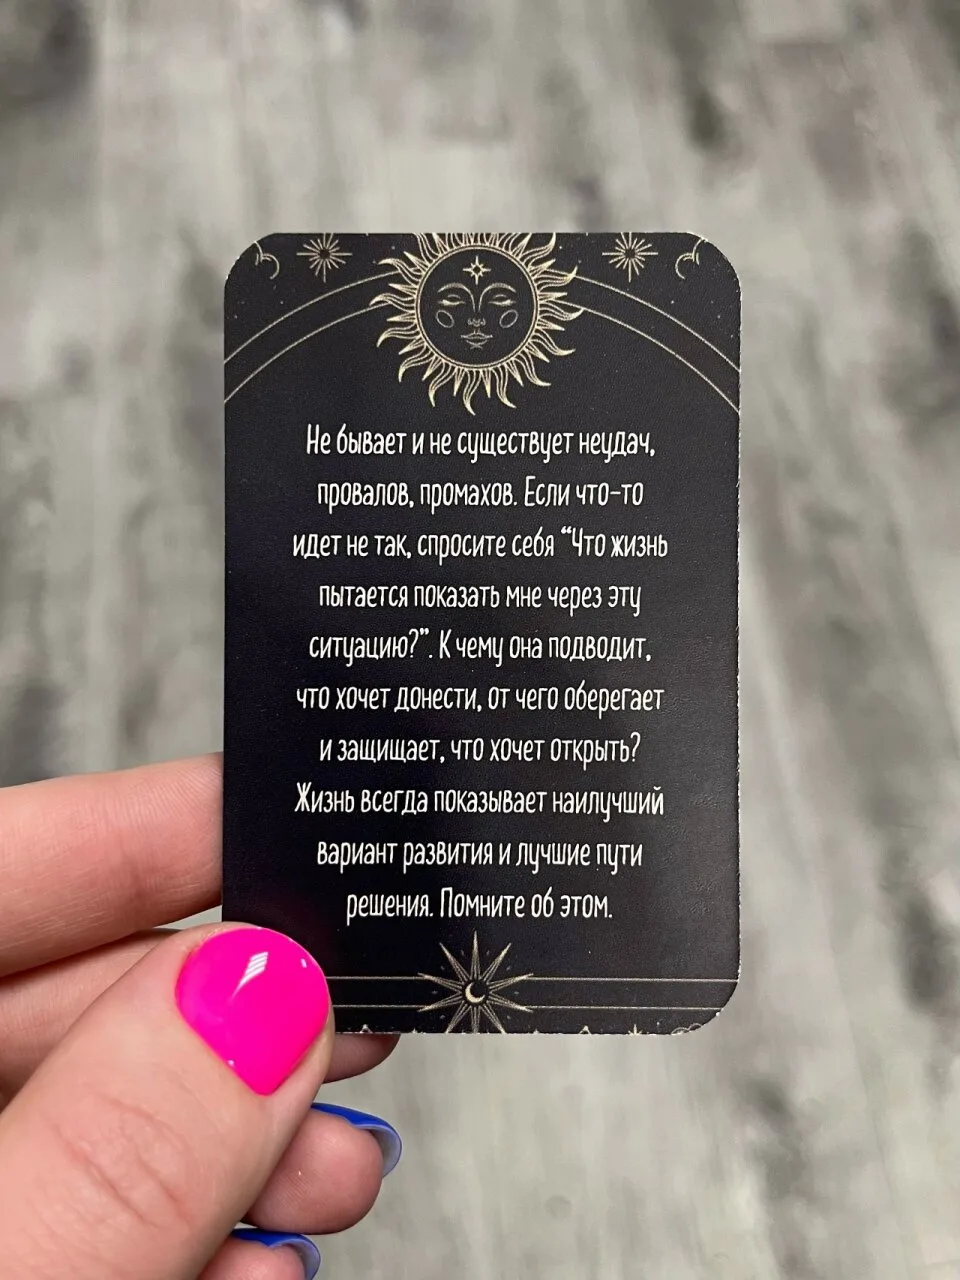 Не бывает и не существует неудач,
провалов, промахов. Если что-то
идет не так, спросите себя “Что жизнь
пытается показать мне через эту
ситуацию?”. К чему она подводит,
что хочет донести, от чего оберегает
и защищает, что хочет открыть?
Жизнь всегда показывает наилучший
вариант развития и лучшие пути
решения. Помните об этом.